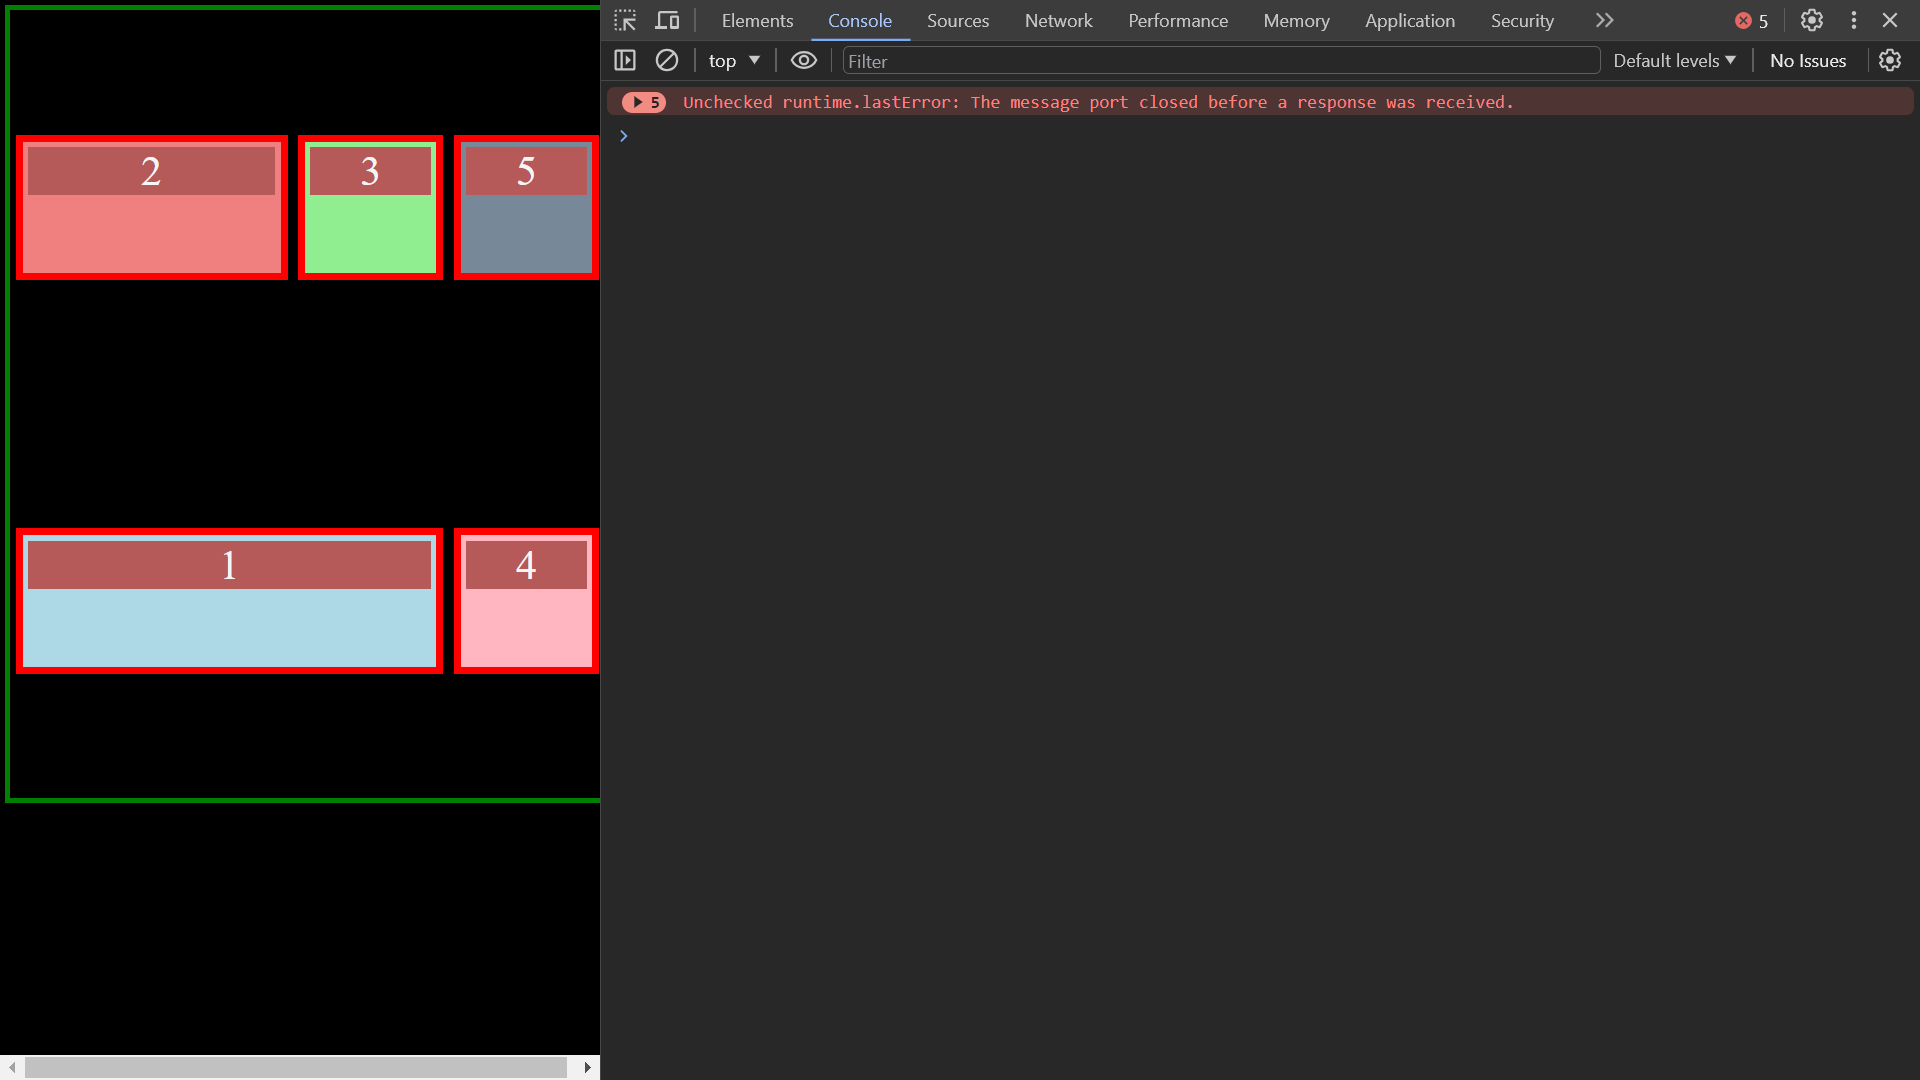 Elements Console Sources Network Performance Memory Application Security 5
top Filter Default levels No Issues
5 Unchecked runtime.lastError: The message port closed before a response was received.
2 3 5
1 4